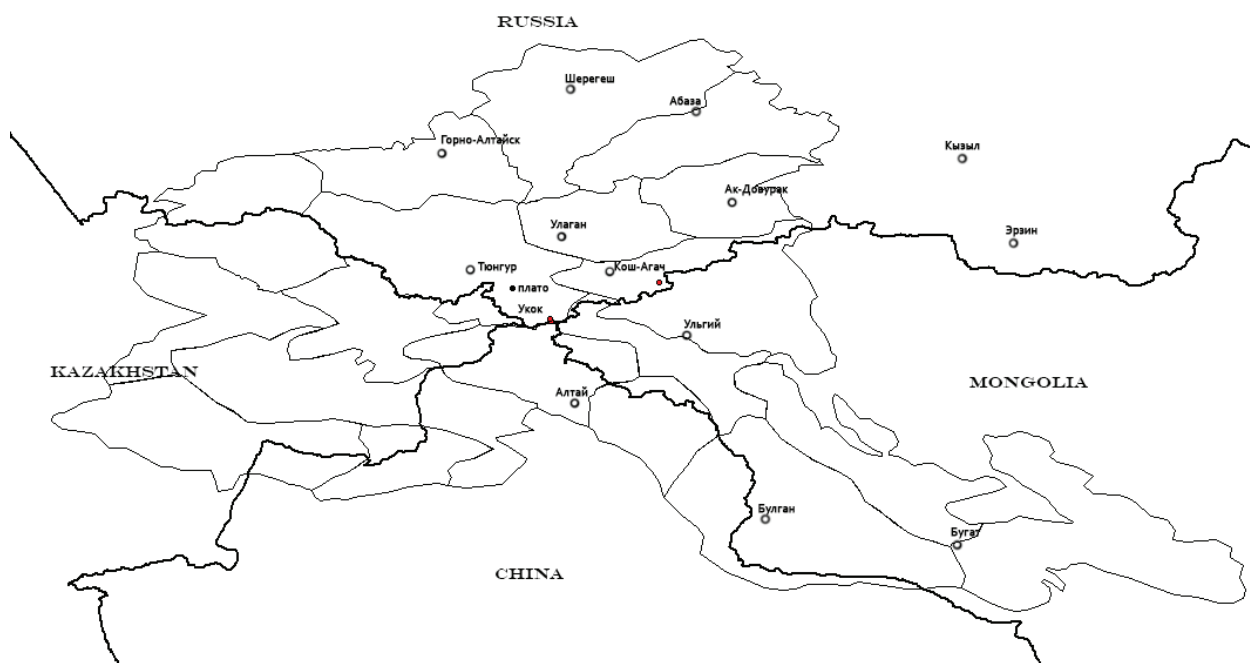 RUSSIA
Шерегеш
Абаза
Горно-Алтайск
Кызыл
Ак-Довурак
Улаган
Эрзин
Тюнгур
Кош-Агач
плато
Укок
Ульгий
KAZAKHSTAN
MONGOLIA
Алтай
Булган
Бугат
CHINA